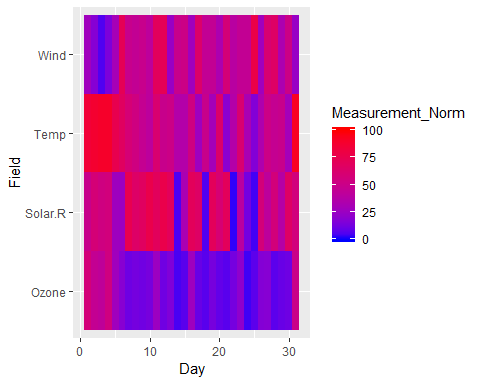 Wind
Temp
Solar.R
Ozone
Field
0 10 20 30
Day
Measurement_Norm
100
75
50
25
0